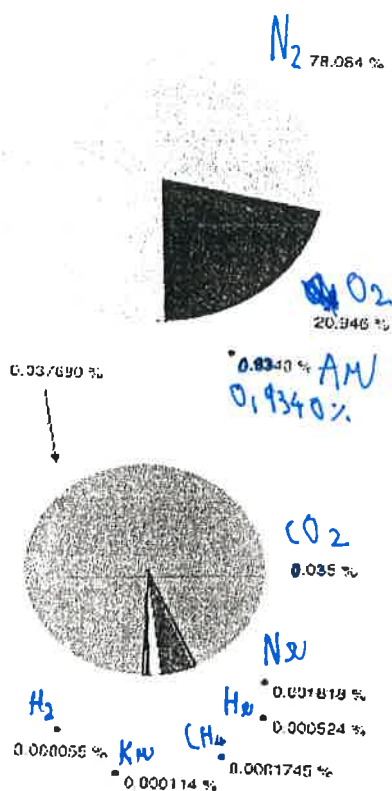 N₂ 78.084 %
O₂
20.946 %
0.9340 % Ar
0,9340%
0.037680 %
CO₂
0.035 %
Ne
0.001818 %
H₂ He
0.000524 %
0.000055 % Kr CH₄
0.0001745 %
0.000114 %